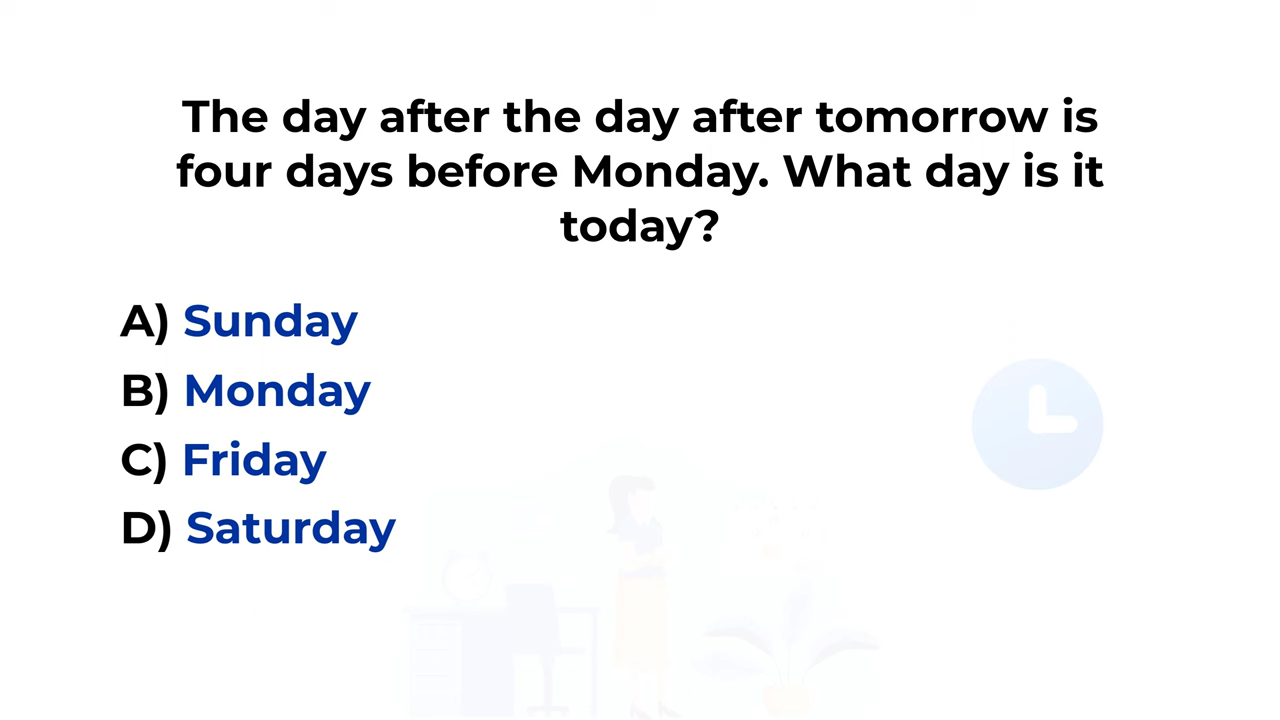 The day after the day after tomorrow is
four days before Monday. What day is it
today?
A) Sunday
B) Monday
C) Friday
D) Saturday